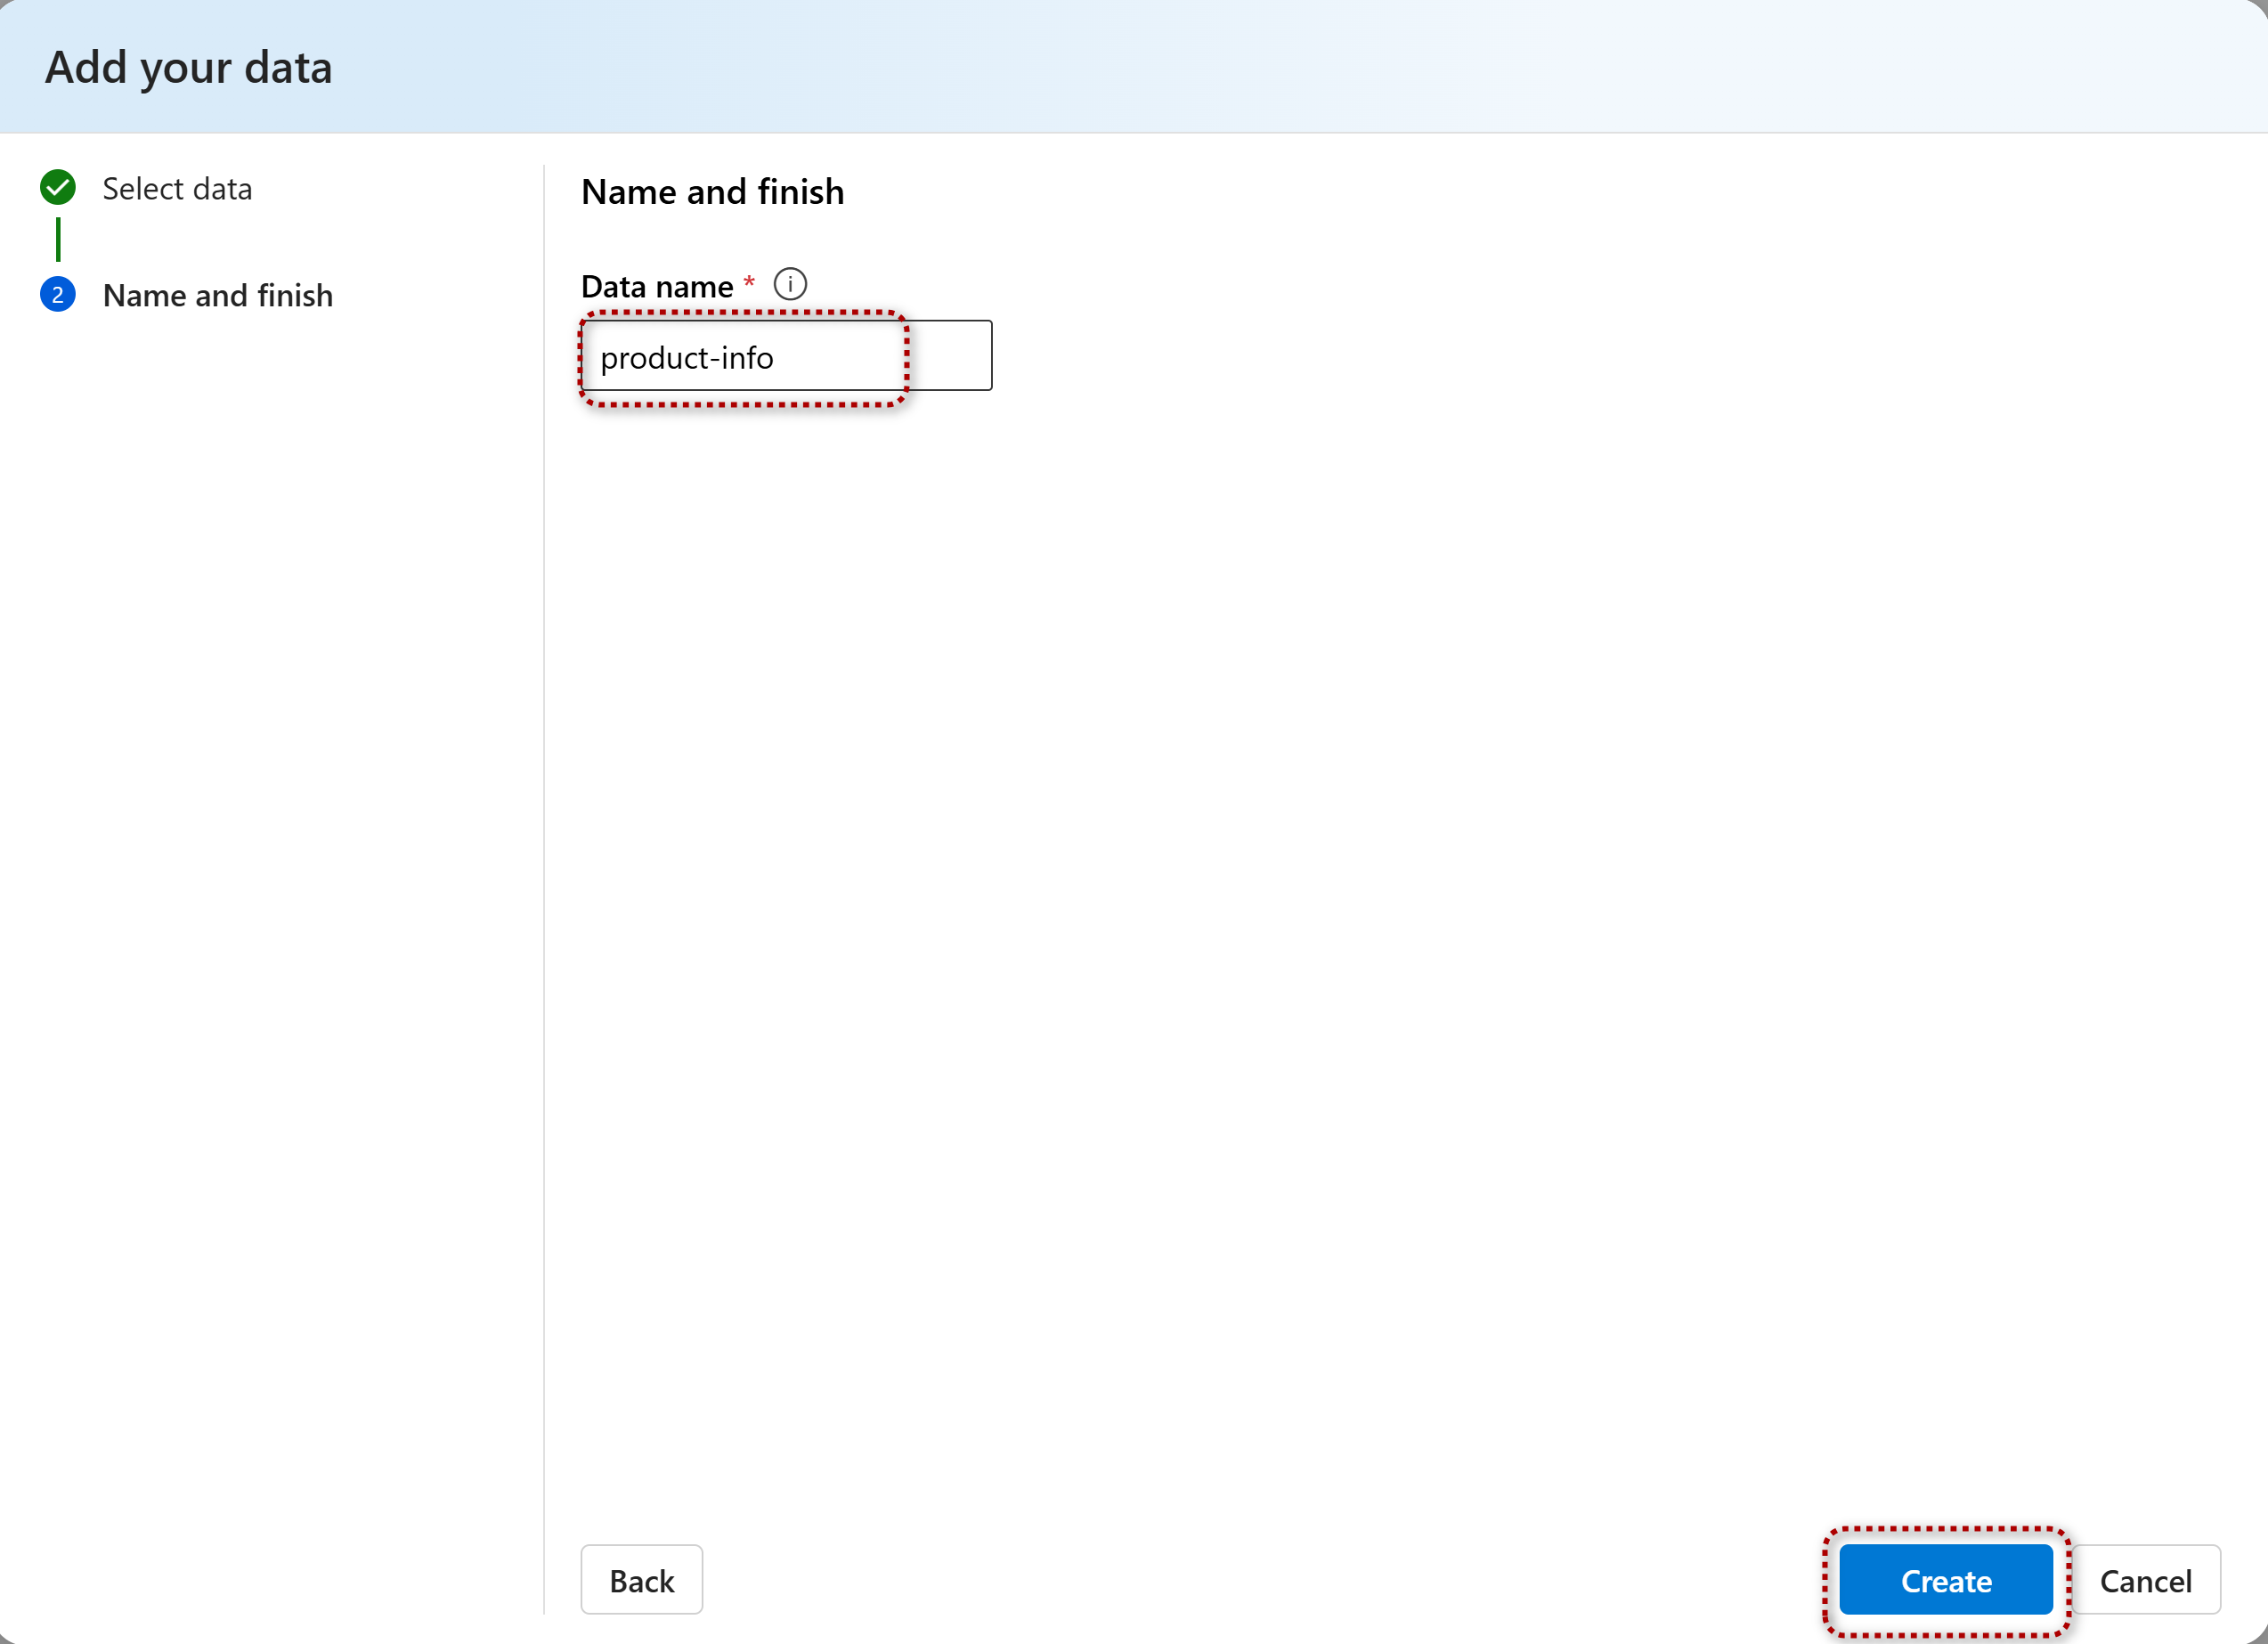 Add your data
Select data
2 Name and finish
Name and finish
Data name * i
product-info
Back
Create
Cancel